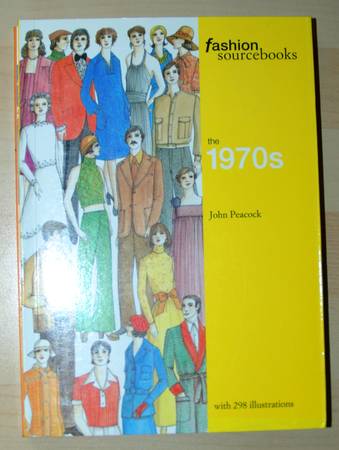 fashion
sourcebooks
the
1970s
John Peacock
with 298 illustrations